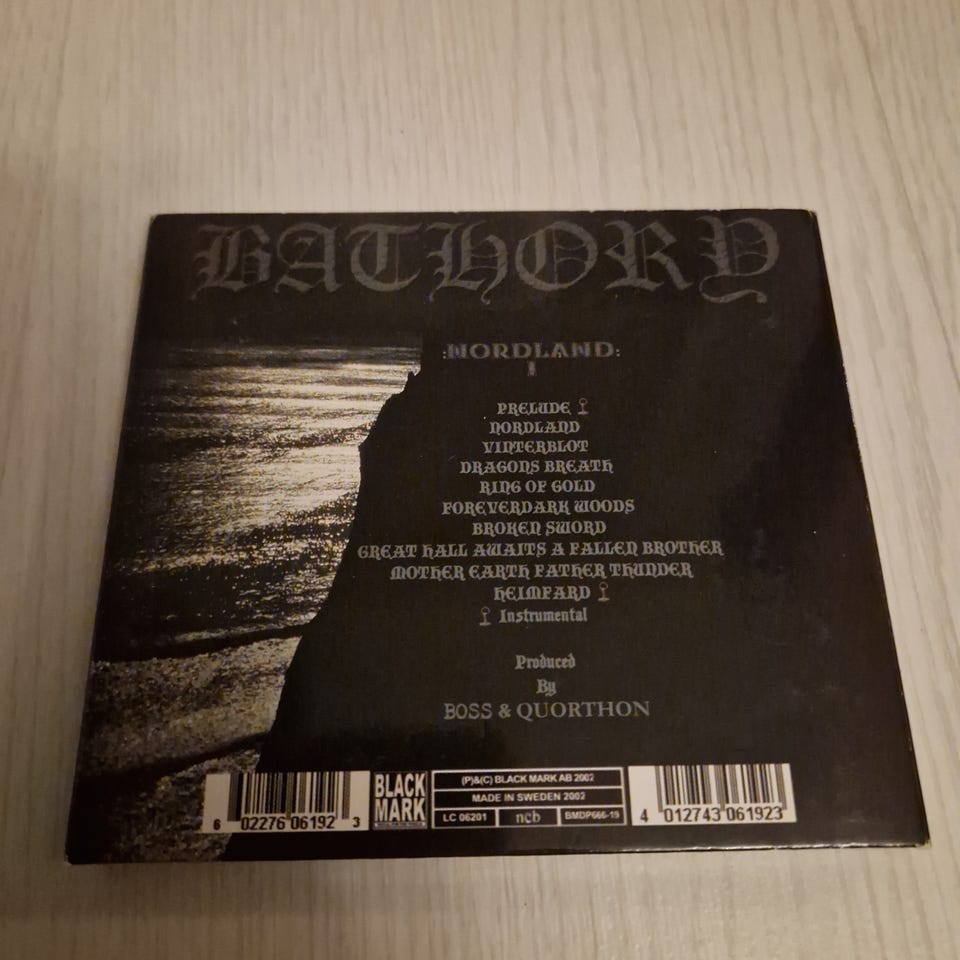 BATHORY
:NORDLAND:
I
PRELUDE
NORDLAND
VINTERBLOT
DRAGONS BREATH
RING OF GOLD
FOREVERDARK WOODS
BROKEN SWORD
GREAT HALL AWAITS A FALLEN BROTHER
MOTHER EARTH FATHER THUNDER
HEIMFARD
Instrumental
Produced
By
BOSS & QUORTHON
6 02276 06192 3
BLACK
MARK
(P)&(C) BLACK MARK AB 2002
MADE IN SWEDEN 2002
LC 06201 ncb BMDP666-19
4 012743 061923